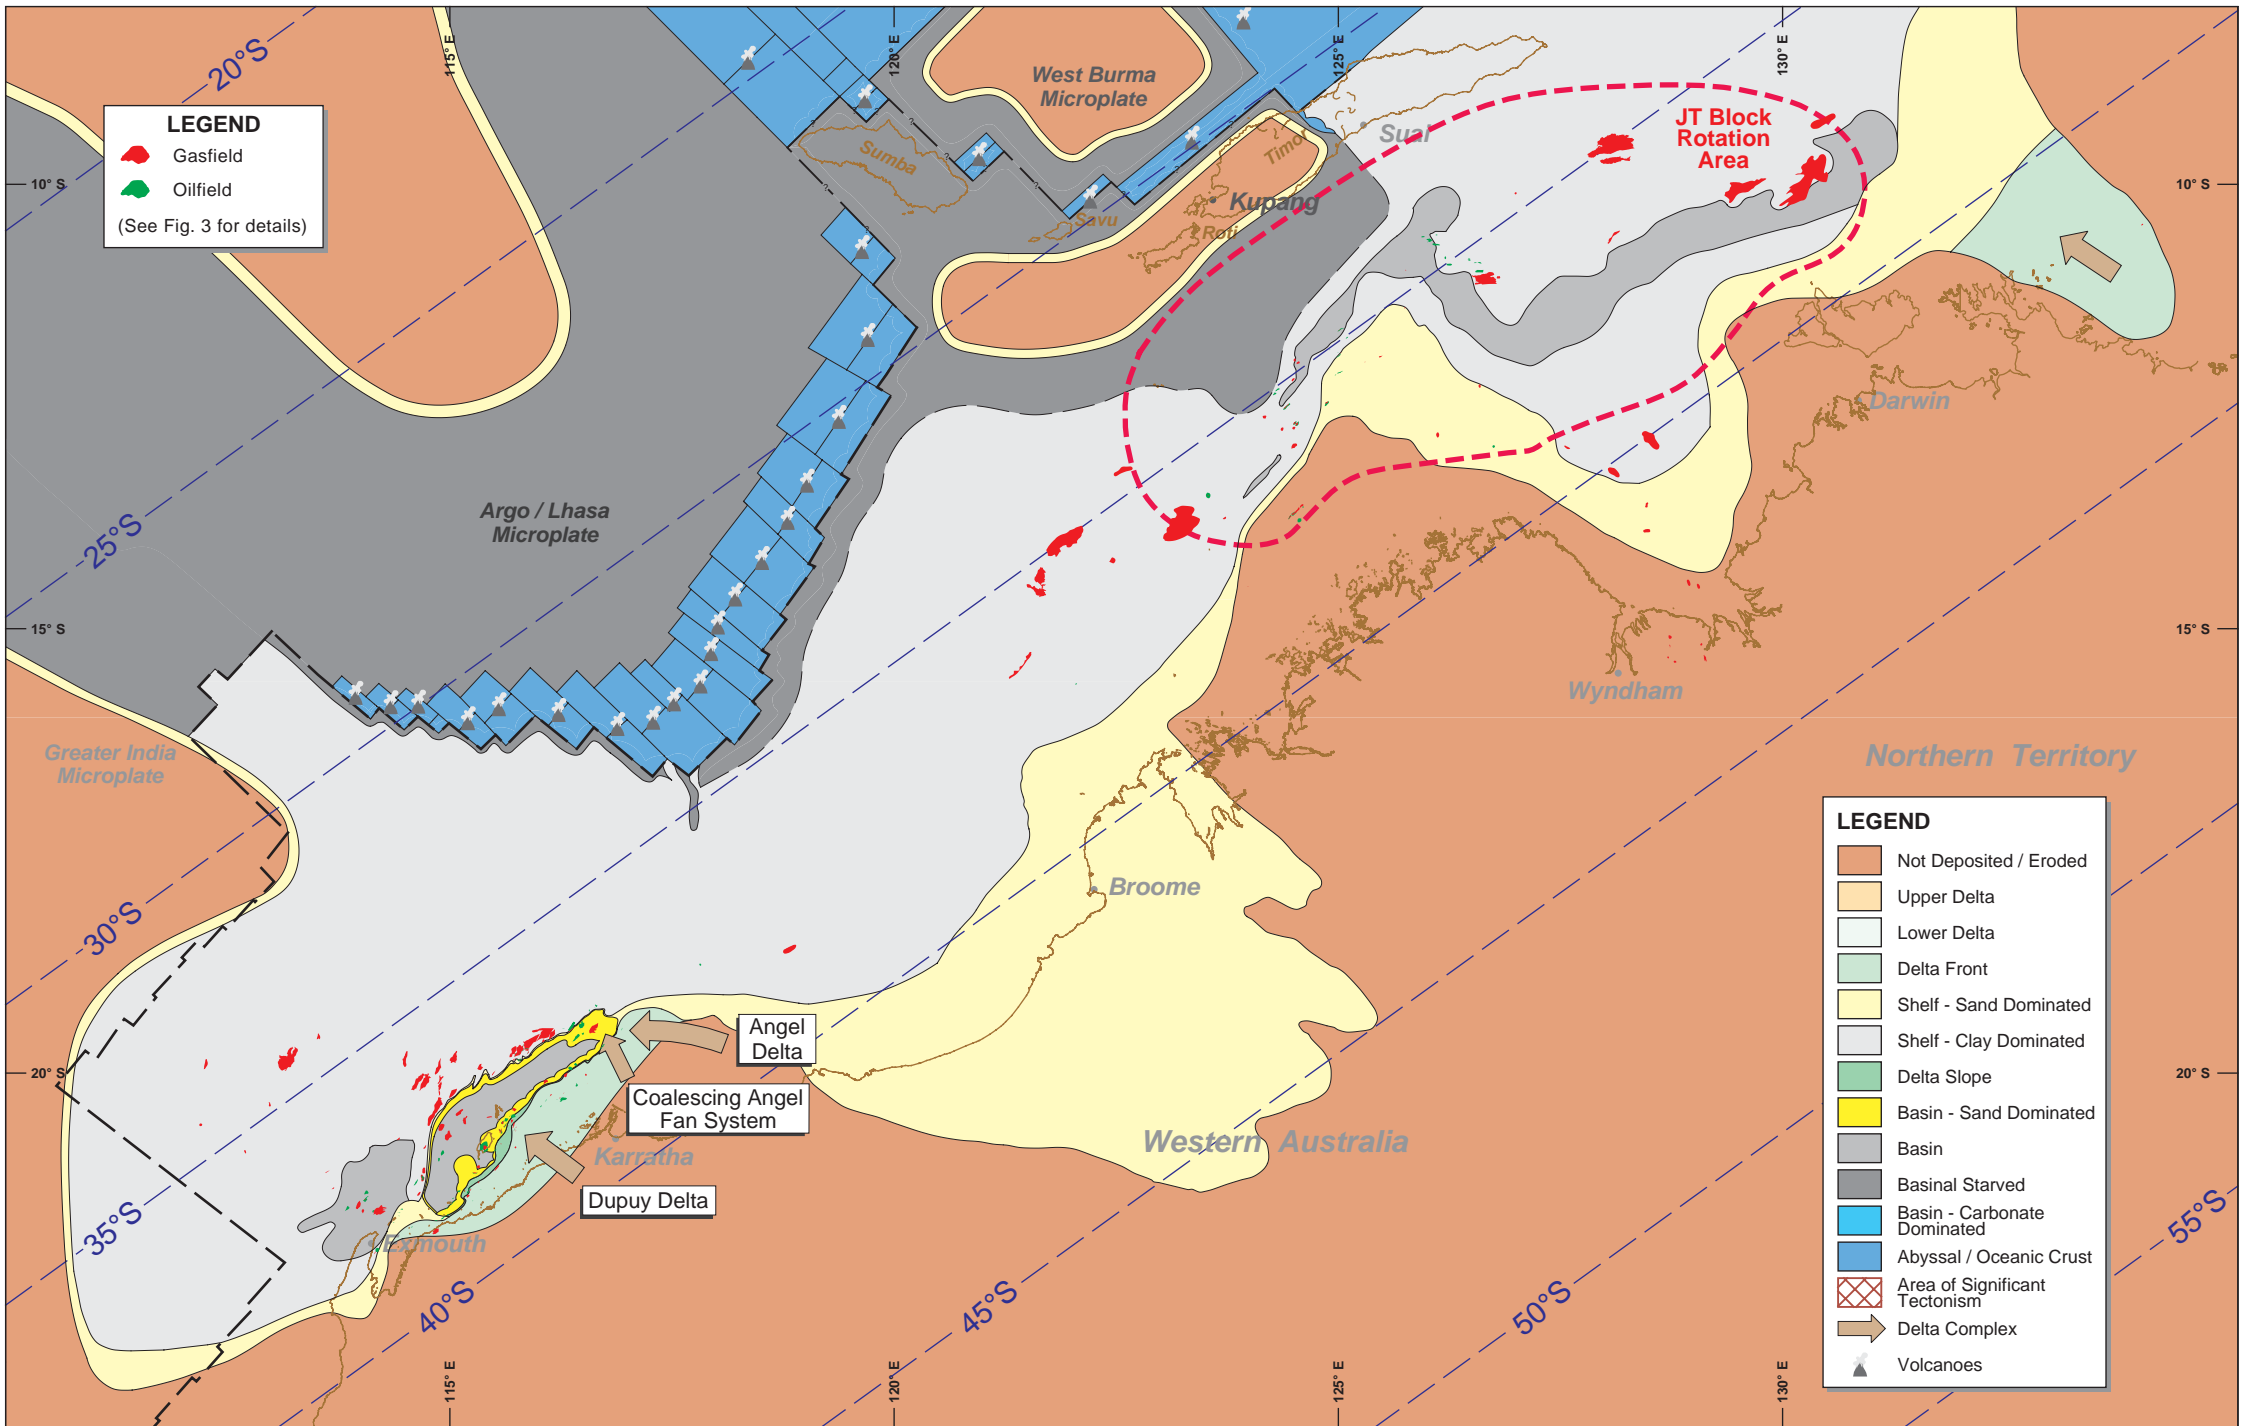 20°S
115° E
120° E
125° E
130° E
West Burma
Microplate
LEGEND
Gasfield
Oilfield
(See Fig. 3 for details)
JT Block
Rotation
Area
Sual
Timor
Sumba
10° S
10° S
Kupang
Savu
Roti
Darwin
Argo / Lhasa
Microplate
25°S
15° S
15° S
Wyndham
Greater India
Microplate
Northern Territory
LEGEND
Not Deposited / Eroded
Upper Delta
Lower Delta
Delta Front
Shelf - Sand Dominated
Shelf - Clay Dominated
Delta Slope
Basin - Sand Dominated
Basin
Basinal Starved
Basin - Carbonate
Dominated
Abyssal / Oceanic Crust
Area of Significant
Tectonism
Delta Complex
Volcanoes
Broome
30°S
Angel
Delta
20° S
20° S
Coalescing Angel
Fan System
Western Australia
Karratha
Dupuy Delta
35°S
Exmouth
40°S
45°S
50°S
55°S
115° E
120° E
125° E
130° E